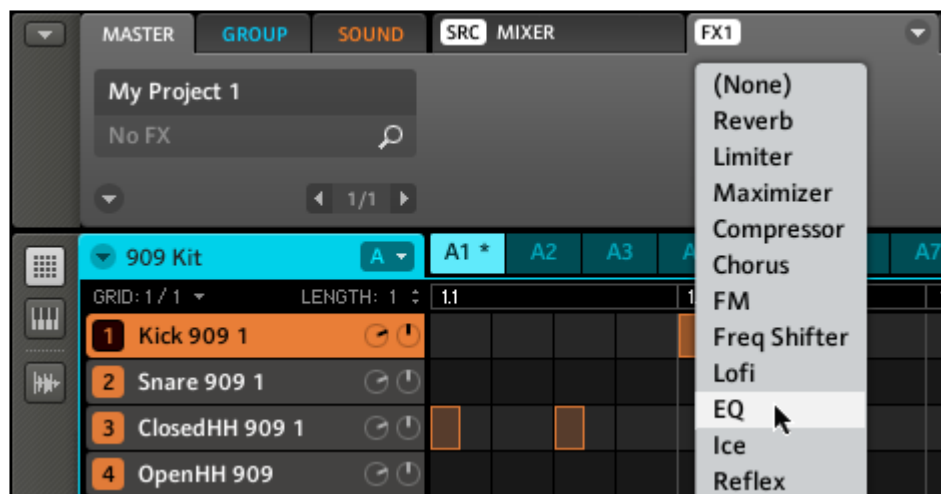 MASTER GROUP SOUND SRC MIXER FX1
My Project 1
No FX
1/1
(None)
Reverb
Limiter
Maximizer
Compressor
Chorus
FM
Freq Shifter
Lofi
EQ
Ice
Reflex
909 Kit A A1 * A2 A3 A7
GRID: 1 / 1 LENGTH: 1 1.1
1 Kick 909 1
2 Snare 909 1
3 ClosedHH 909 1
4 OpenHH 909